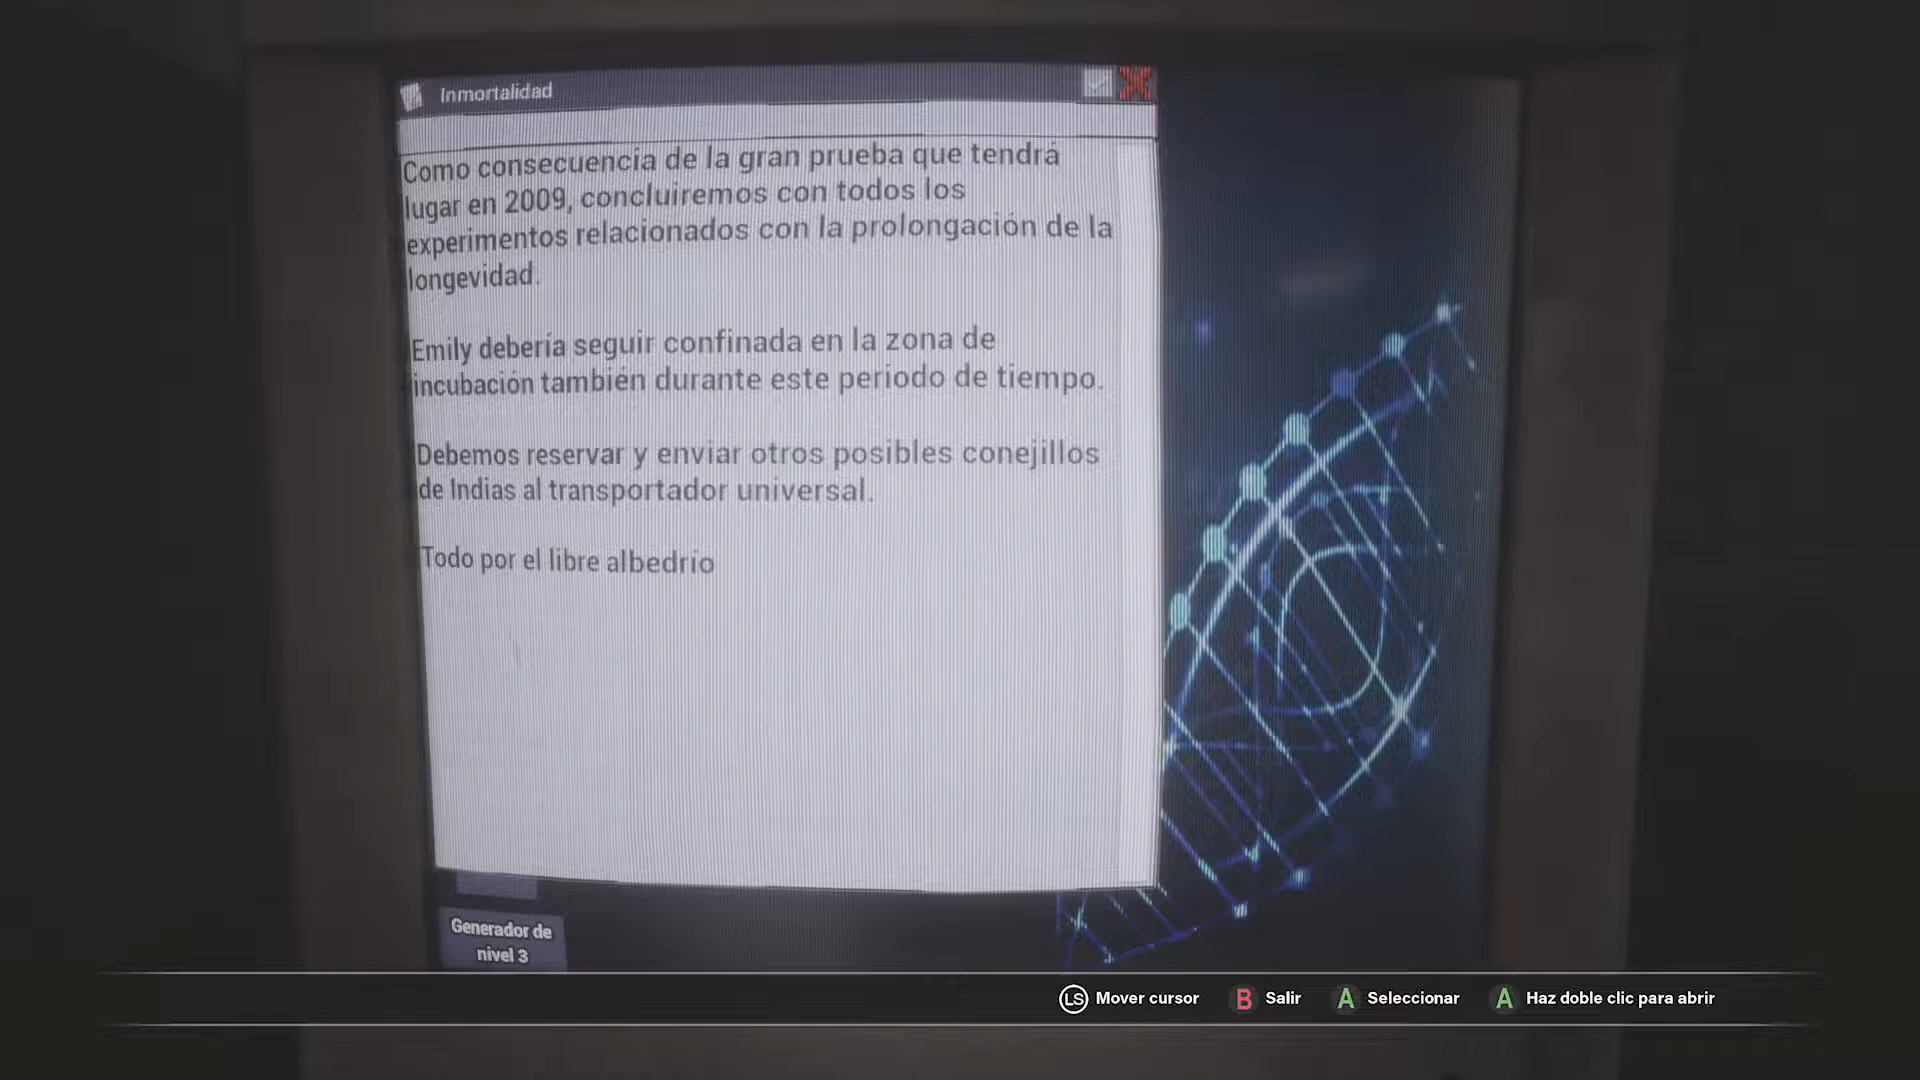 Inmortalidad
Como consecuencia de la gran prueba que tendrá
lugar en 2009, concluiremos con todos los
experimentos relacionados con la prolongación de la
longevidad.
Emily debería seguir confinada en la zona de
incubación también durante este periodo de tiempo.
Debemos reservar y enviar otros posibles conejillos
de Indias al transportador universal.
Todo por el libre albedrío
Generador de
nivel 3
LS Mover cursor B Salir A Seleccionar A Haz doble clic para abrir